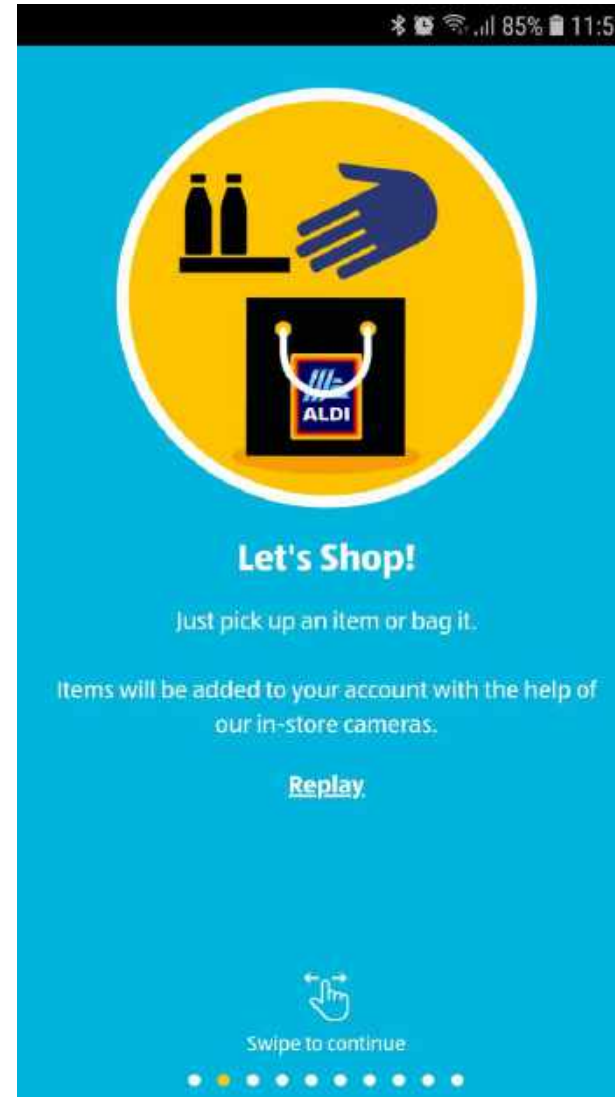 85% 11:5
ALDI
Let's Shop!
Just pick up an item or bag it.
Items will be added to your account with the help of
our in-store cameras.
Replay
Swipe to continue